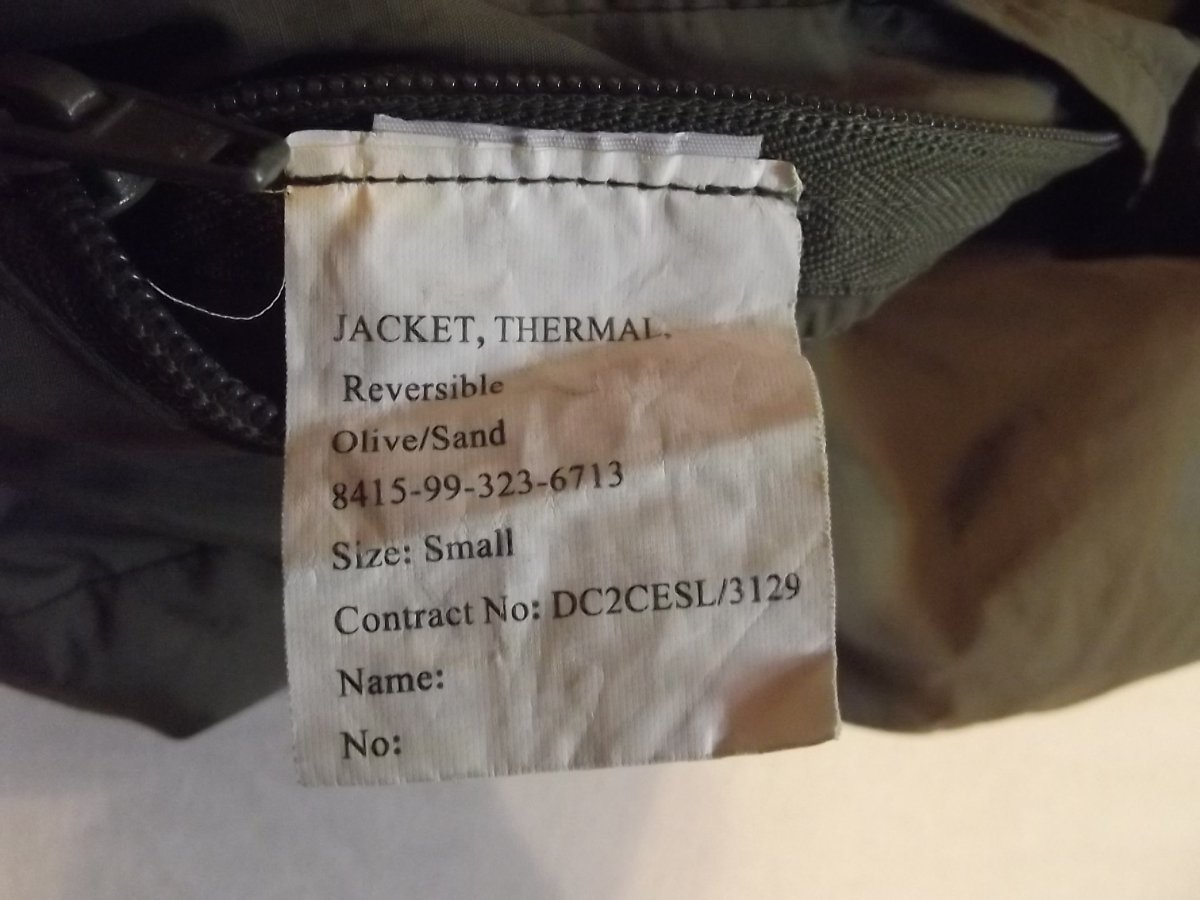 JACKET, THERMAL.
Reversible
Olive/Sand
8415-99-323-6713
Size: Small
Contract No: DC2CESL/3129
Name:
No: